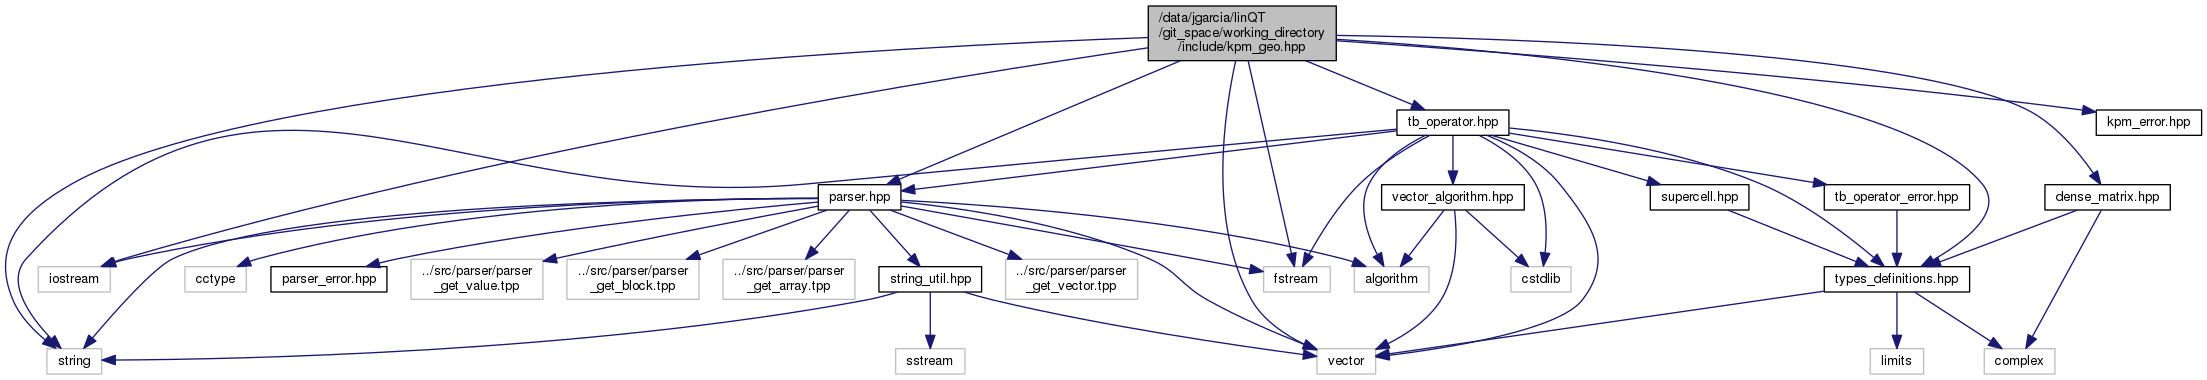 /data/jgarcia/linQT
/git_space/working_directory
/include/kpm_geo.hpp
tb_operator.hpp
kpm_error.hpp
parser.hpp
vector_algorithm.hpp
supercell.hpp
tb_operator_error.hpp
dense_matrix.hpp
iostream
cctype
parser_error.hpp
../src/parser/parser
_get_value.tpp
../src/parser/parser
_get_block.tpp
../src/parser/parser
_get_array.tpp
string_util.hpp
../src/parser/parser
_get_vector.tpp
fstream
algorithm
cstdlib
types_definitions.hpp
string
sstream
vector
limits
complex